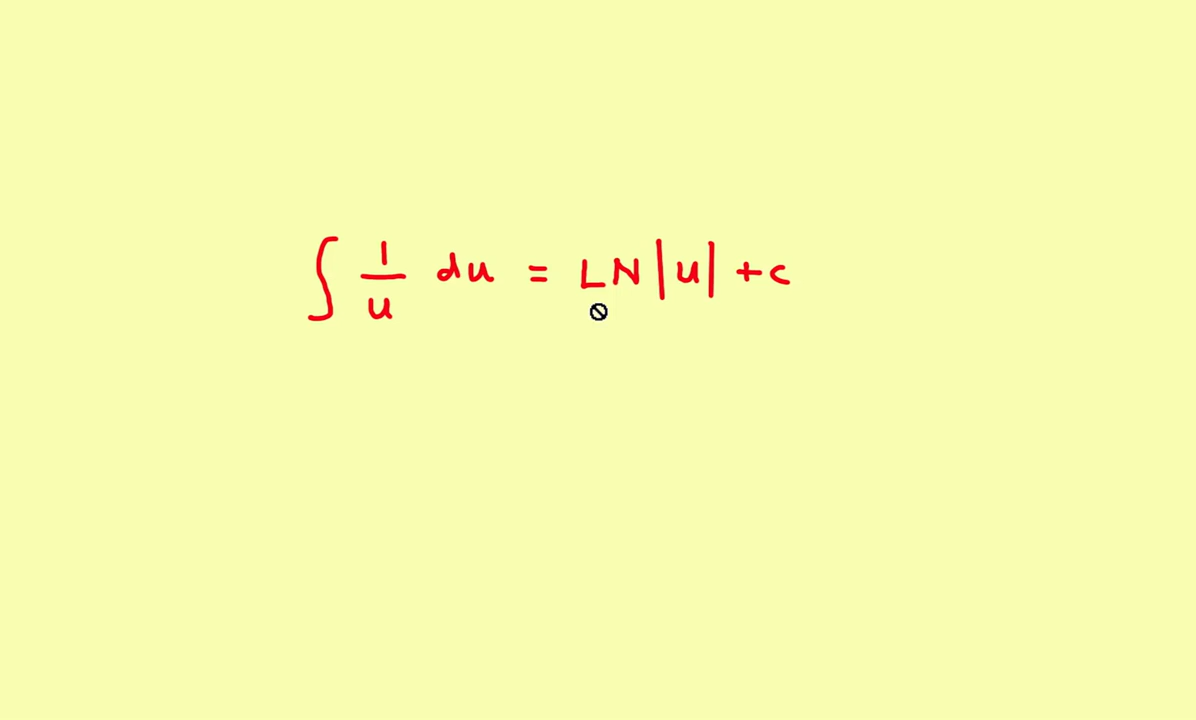 ∫ 1/u du = LN|u| + c